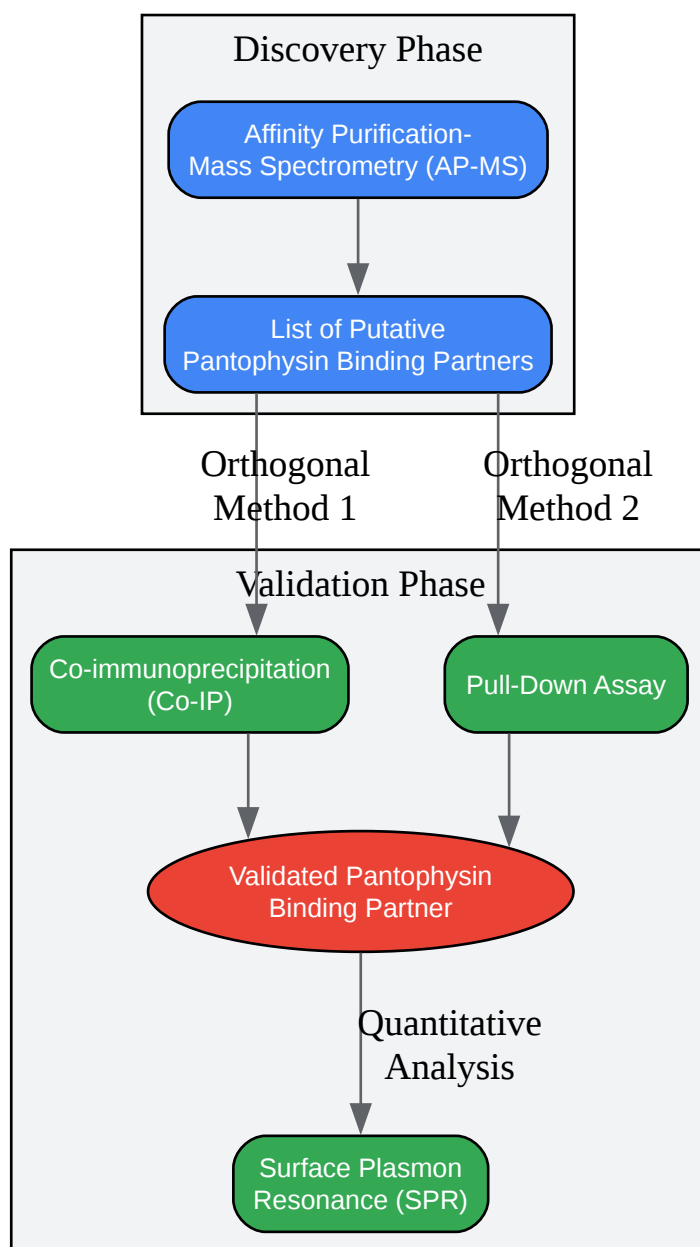 Discovery Phase
Affinity Purification-
Mass Spectrometry (AP-MS)
List of Putative
Pantophysin Binding Partners
Orthogonal
Method 1
Orthogonal
Method 2
Validation Phase
Co-immunoprecipitation
(Co-IP)
Pull-Down Assay
Validated Pantophysin
Binding Partner
Quantitative
Analysis
Surface Plasmon
Resonance (SPR)